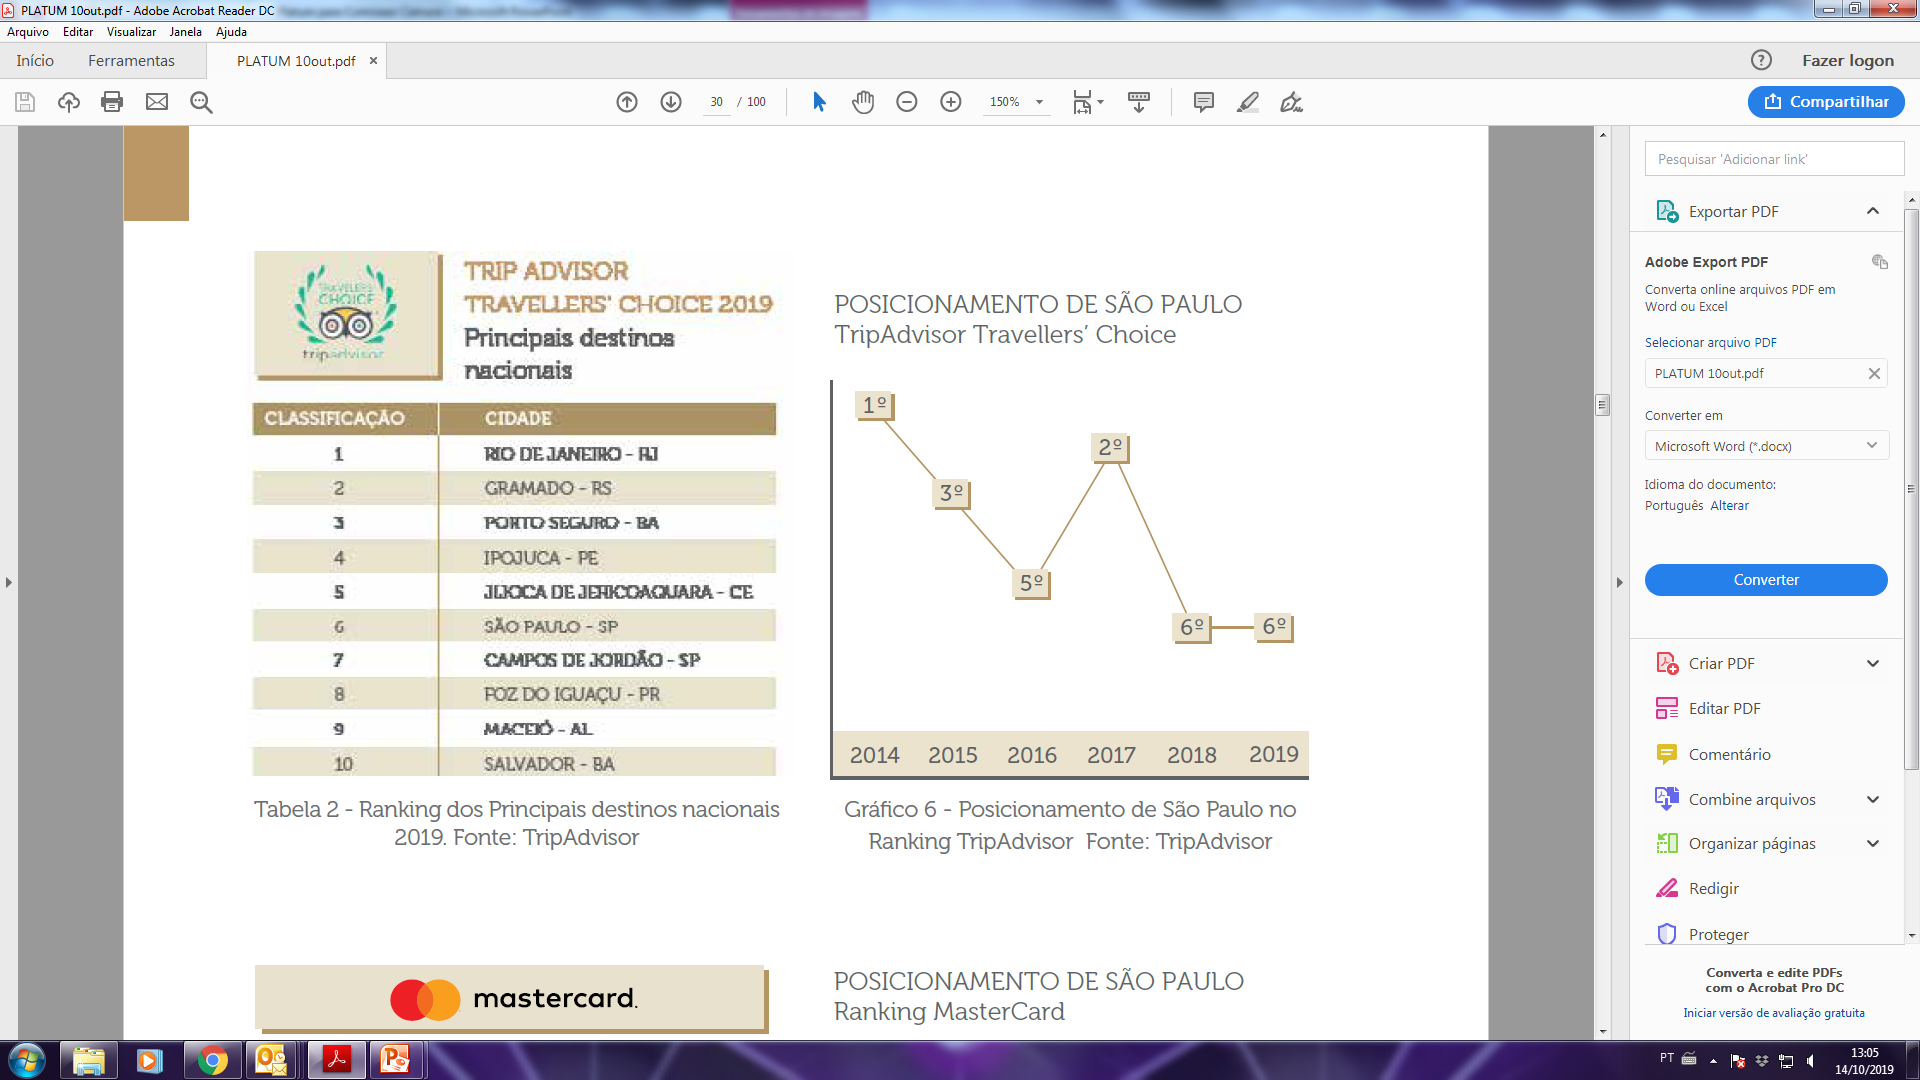 PLATUM 10out.pdf - Adobe Acrobat Reader DC
Arquivo Editar Visualizar Janela Ajuda
Início Ferramentas PLATUM 10out.pdf × Fazer logon
30 / 100 150% Compartilhar
TRAVELERS'
CHOICE
tripadvisor
TRIP ADVISOR
TRAVELLERS' CHOICE 2019
Principais destinos
nacionais
CLASSIFICAÇÃO CIDADE
1 RIO DE JANEIRO - RJ
2 GRAMADO - RS
3 PORTO SEGURO - BA
4 IPOJUCA - PE
5 JIJOCA DE JERICOAQUARA - CE
6 SÃO PAULO - SP
7 CAMPOS DE JORDÃO - SP
8 FOZ DO IGUAÇU - PR
9 MACEIÓ - AL
10 SALVADOR - BA
Tabela 2 - Ranking dos Principais destinos nacionais
2019. Fonte: TripAdvisor
POSICIONAMENTO DE SÃO PAULO
TripAdvisor Travellers’ Choice
1º
2º
3º
5º
6º 6º
2014 2015 2016 2017 2018 2019
Gráfico 6 - Posicionamento de São Paulo no
Ranking TripAdvisor Fonte: TripAdvisor
mastercard.
POSICIONAMENTO DE SÃO PAULO
Ranking MasterCard
Pesquisar 'Adicionar link'
Exportar PDF
Adobe Export PDF
Converta online arquivos PDF em
Word ou Excel
Selecionar arquivo PDF
PLATUM 10out.pdf
Converter em
Microsoft Word (*.docx)
Idioma do documento:
Português Alterar
Converter
Criar PDF
Editar PDF
Comentário
Combine arquivos
Organizar páginas
Redigir
Proteger
Converta e edite PDFs
com o Acrobat Pro DC
Iniciar versão de avaliação gratuita
PT 13:05
14/10/2019